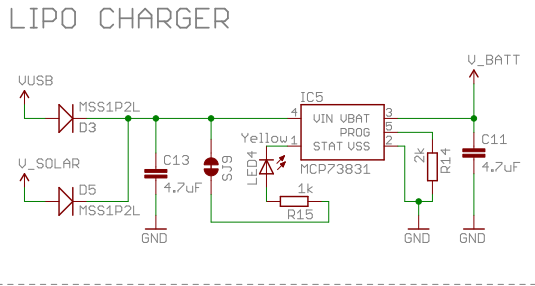 LIPO CHARGER
V_BATT
VUSB
MSS1P2L
D3
IC5
4 VIN VBAT 3
PROG 5
Yellow 1 STAT VSS 2
MCP73831
C11
4.7uF
2k
R14
V_SOLAR
C13
4.7uF
SJ9
LED4
D5
MSS1P2L
1k
R15
GND
GND
GND